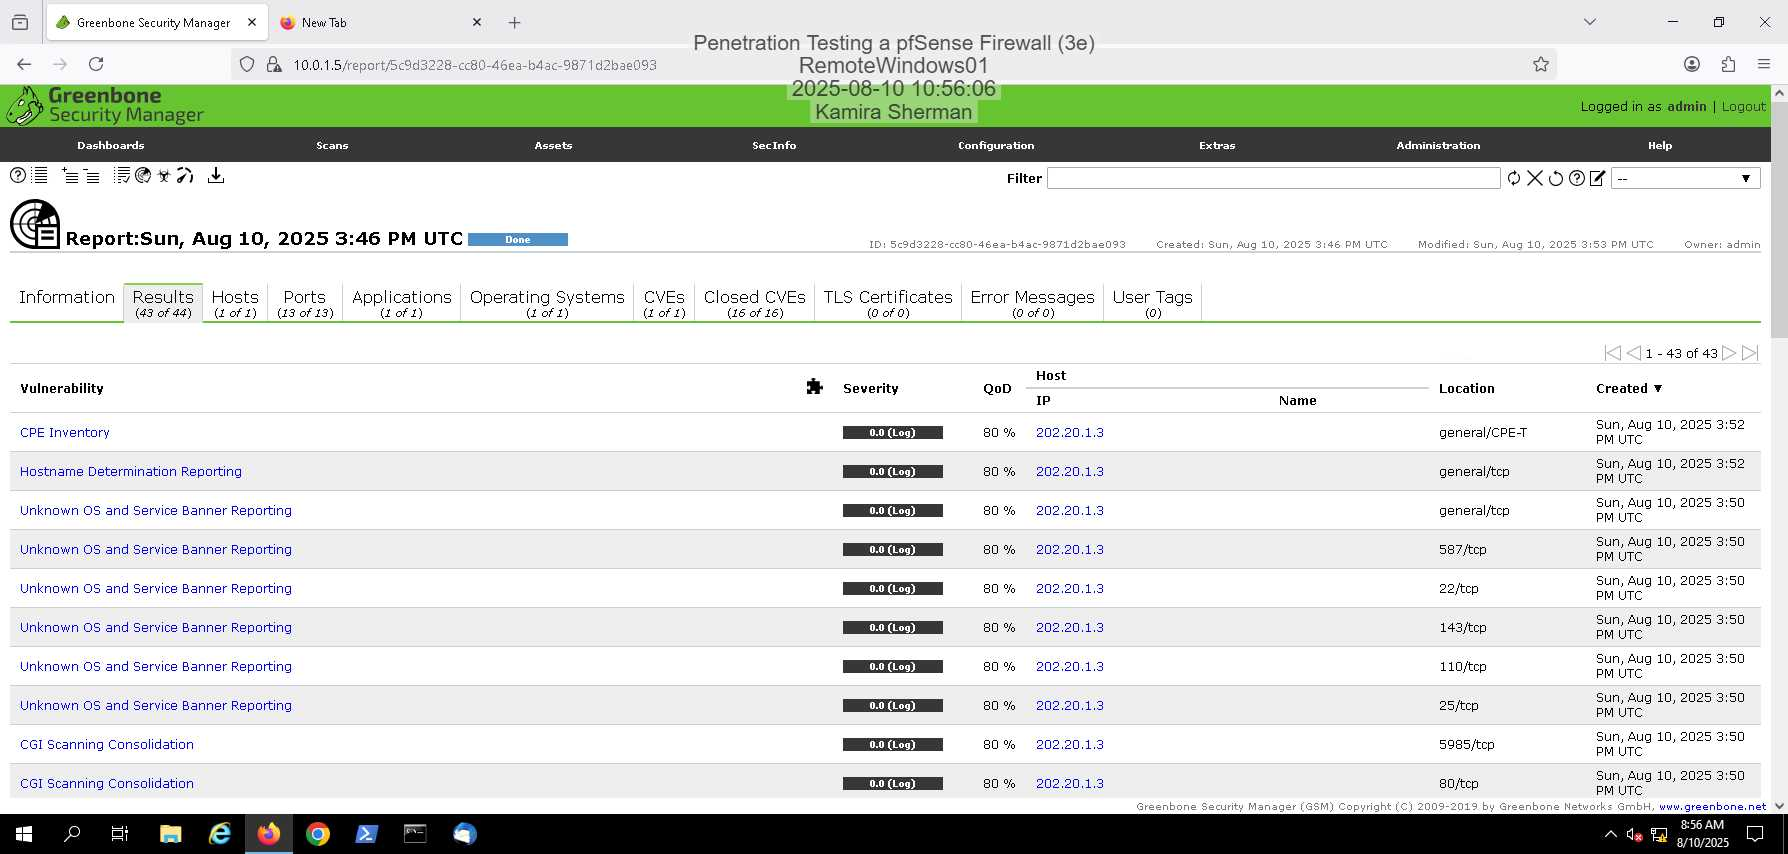 Greenbone Security Manager
New Tab
10.0.1.5/report/5c9d3228-cc80-46ea-b4ac-9871d2bae093
Penetration Testing a pfSense Firewall (3e)
RemoteWindows01
2025-08-10 10:56:06
Kamira Sherman
Greenbone
Security Manager
Logged in as admin | Logout
Dashboards Scans Assets SecInfo Configuration Extras Administration Help
Filter --
Report:Sun, Aug 10, 2025 3:46 PM UTC Done
ID: 5c9d3228-cc80-46ea-b4ac-9871d2bae093 Created: Sun, Aug 10, 2025 3:46 PM UTC Modified: Sun, Aug 10, 2025 3:53 PM UTC Owner: admin
Information Results Hosts Ports Applications Operating Systems CVEs Closed CVEs TLS Certificates Error Messages User Tags
(43 of 44) (1 of 1) (13 of 13) (1 of 1) (1 of 1) (1 of 1) (16 of 16) (0 of 0) (0 of 0) (0)
1 - 43 of 43
Vulnerability Severity QoD Host Location Created ▼
IP Name
CPE Inventory 0.0 (Log) 80 % 202.20.1.3 general/CPE-T Sun, Aug 10, 2025 3:52
PM UTC
Hostname Determination Reporting 0.0 (Log) 80 % 202.20.1.3 general/tcp Sun, Aug 10, 2025 3:52
PM UTC
Unknown OS and Service Banner Reporting 0.0 (Log) 80 % 202.20.1.3 general/tcp Sun, Aug 10, 2025 3:50
PM UTC
Unknown OS and Service Banner Reporting 0.0 (Log) 80 % 202.20.1.3 587/tcp Sun, Aug 10, 2025 3:50
PM UTC
Unknown OS and Service Banner Reporting 0.0 (Log) 80 % 202.20.1.3 22/tcp Sun, Aug 10, 2025 3:50
PM UTC
Unknown OS and Service Banner Reporting 0.0 (Log) 80 % 202.20.1.3 143/tcp Sun, Aug 10, 2025 3:50
PM UTC
Unknown OS and Service Banner Reporting 0.0 (Log) 80 % 202.20.1.3 110/tcp Sun, Aug 10, 2025 3:50
PM UTC
Unknown OS and Service Banner Reporting 0.0 (Log) 80 % 202.20.1.3 25/tcp Sun, Aug 10, 2025 3:50
PM UTC
CGI Scanning Consolidation 0.0 (Log) 80 % 202.20.1.3 5985/tcp Sun, Aug 10, 2025 3:50
PM UTC
CGI Scanning Consolidation 0.0 (Log) 80 % 202.20.1.3 80/tcp Sun, Aug 10, 2025 3:50
PM UTC
Greenbone Security Manager (GSM) Copyright (C) 2009-2019 by Greenbone Networks GmbH, www.greenbone.net
8:56 AM
8/10/2025